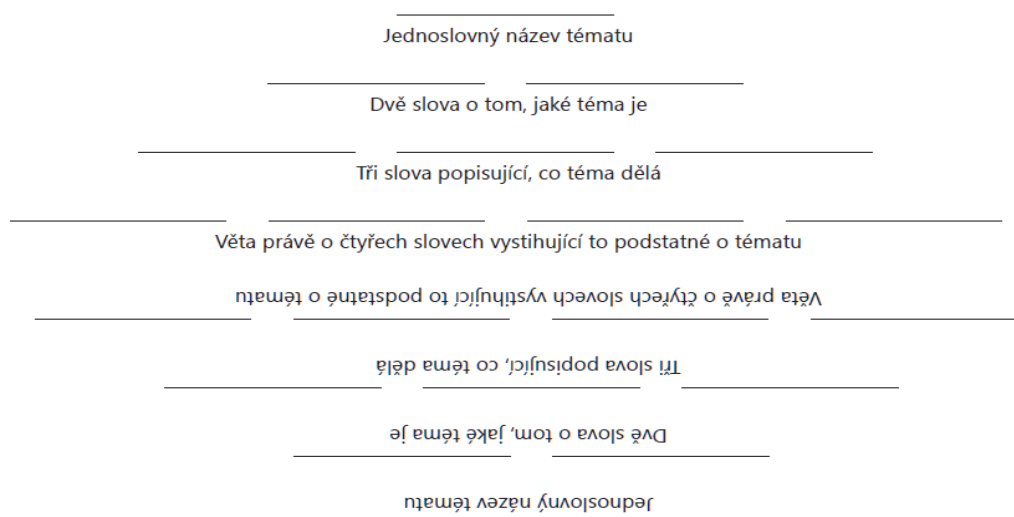 Jednoslovný název tématu
Dvě slova o tom, jaké téma je
Tři slova popisující, co téma dělá
Věta právě o čtyřech slovech vystihující to podstatné o tématu
Věta právě o čtyřech slovech vystihující to podstatné o tématu
Tři slova popisující, co téma dělá
Dvě slova o tom, jaké téma je
Jednoslovný název tématu